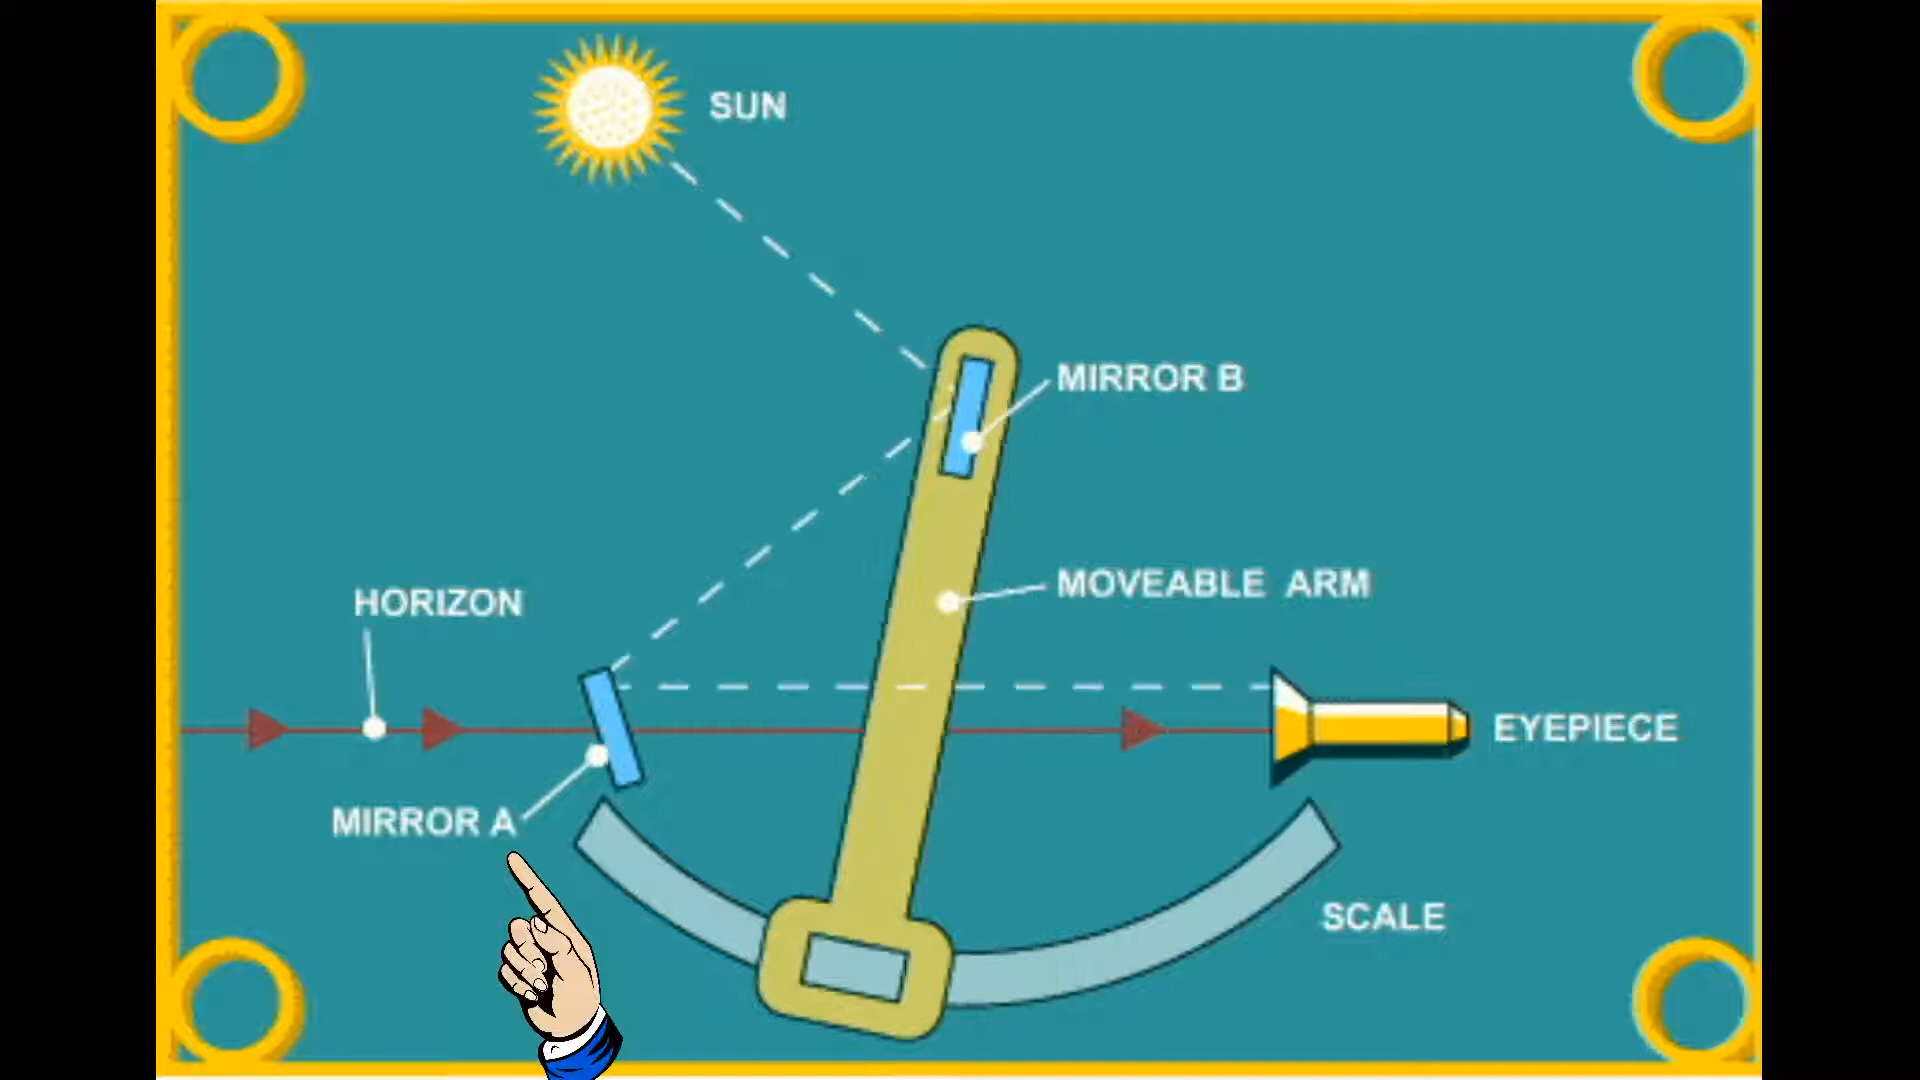 SUN
MIRROR B
MOVEABLE ARM
HORIZON
EYEPIECE
MIRROR A
SCALE